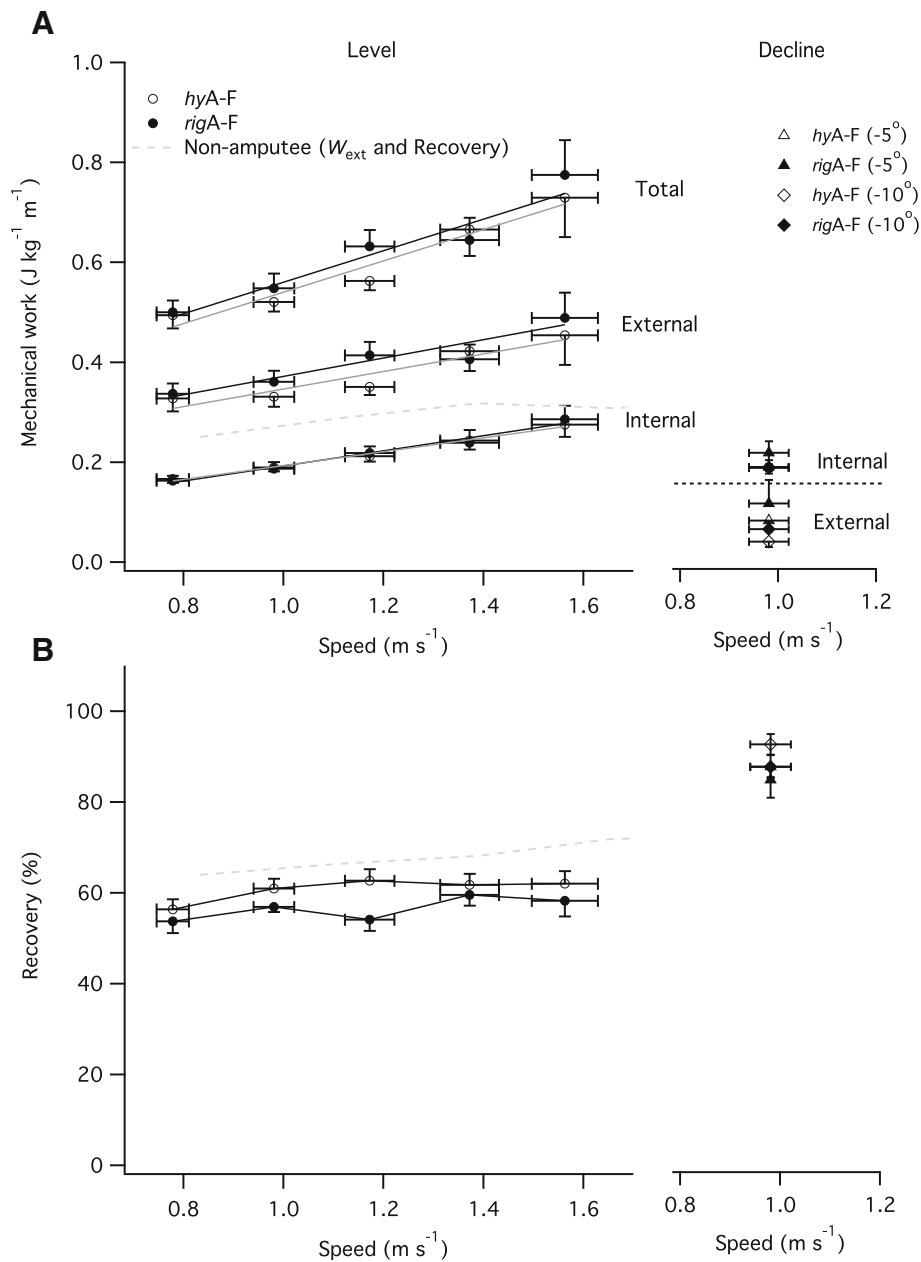 A
Level
Decline
1.0
0.8
0.6
0.4
0.2
0.0
Mechanical work (J kg⁻¹ m⁻¹)
hyA-F
rigA-F
Non-amputee (Wext and Recovery)
hyA-F (-5°)
rigA-F (-5°)
hyA-F (-10°)
rigA-F (-10°)
Total
External
Internal
Internal
External
0.8 1.0 1.2 1.4 1.6
Speed (m s⁻¹)
0.8 1.0 1.2
Speed (m s⁻¹)
B
100
80
60
40
20
0
Recovery (%)
0.8 1.0 1.2 1.4 1.6
Speed (m s⁻¹)
0.8 1.0 1.2
Speed (m s⁻¹)